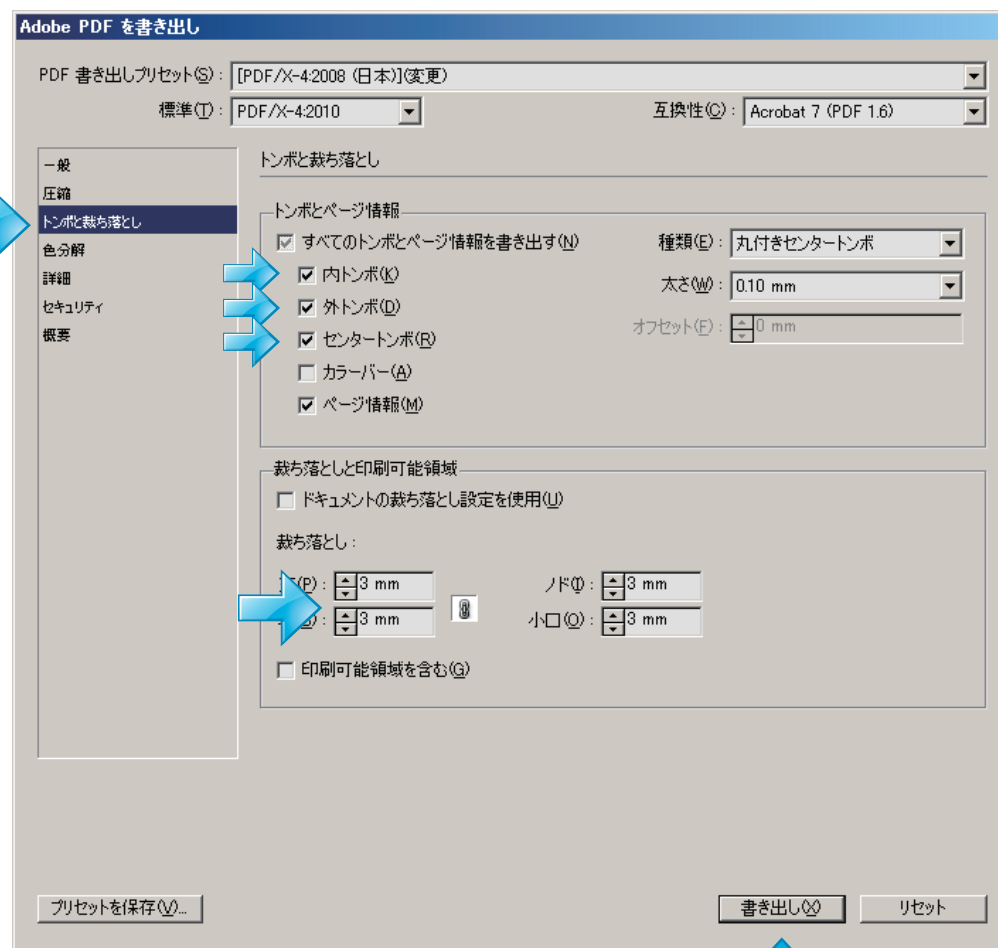 Adobe PDF を書き出し
PDF 書き出しプリセット(S) : [PDF/X-4:2008 (日本)](変更)
標準(T) : PDF/X-4:2010 互換性(C) : Acrobat 7 (PDF 1.6)
一般
圧縮
トンボと裁ち落とし
色分解
詳細
セキュリティ
概要
トンボと裁ち落とし
トンボとページ情報
すべてのトンボとページ情報を書き出す(N) 種類(E) : 丸付きセンタートンボ
内トンボ(K) 太さ(W) : 0.10 mm
外トンボ(D) オフセット(F) : 0 mm
センタートンボ(R)
カラーバー(A)
ページ情報(M)
裁ち落としと印刷可能領域
ドキュメントの裁ち落とし設定を使用(U)
裁ち落とし :
(P) : 3 mm ノド(I) : 3 mm
: 3 mm 小口(O) : 3 mm
印刷可能領域を含む(G)
プリセットを保存(V)... 書き出し(X) リセット